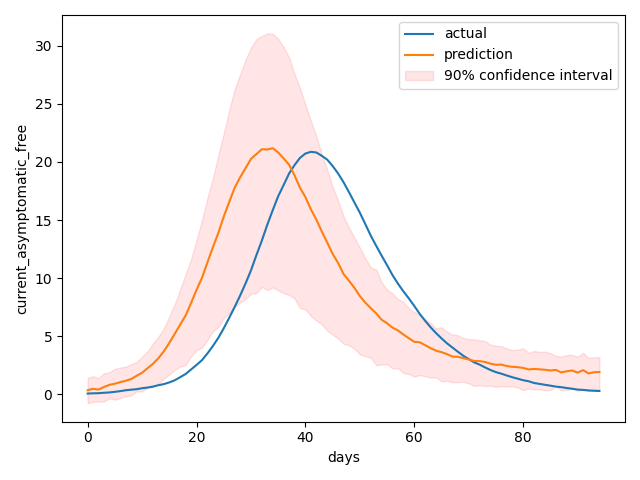 actual
prediction
90% confidence interval
current_asymptomatic_free
30
25
20
15
10
5
0
0 20 40 60 80
days